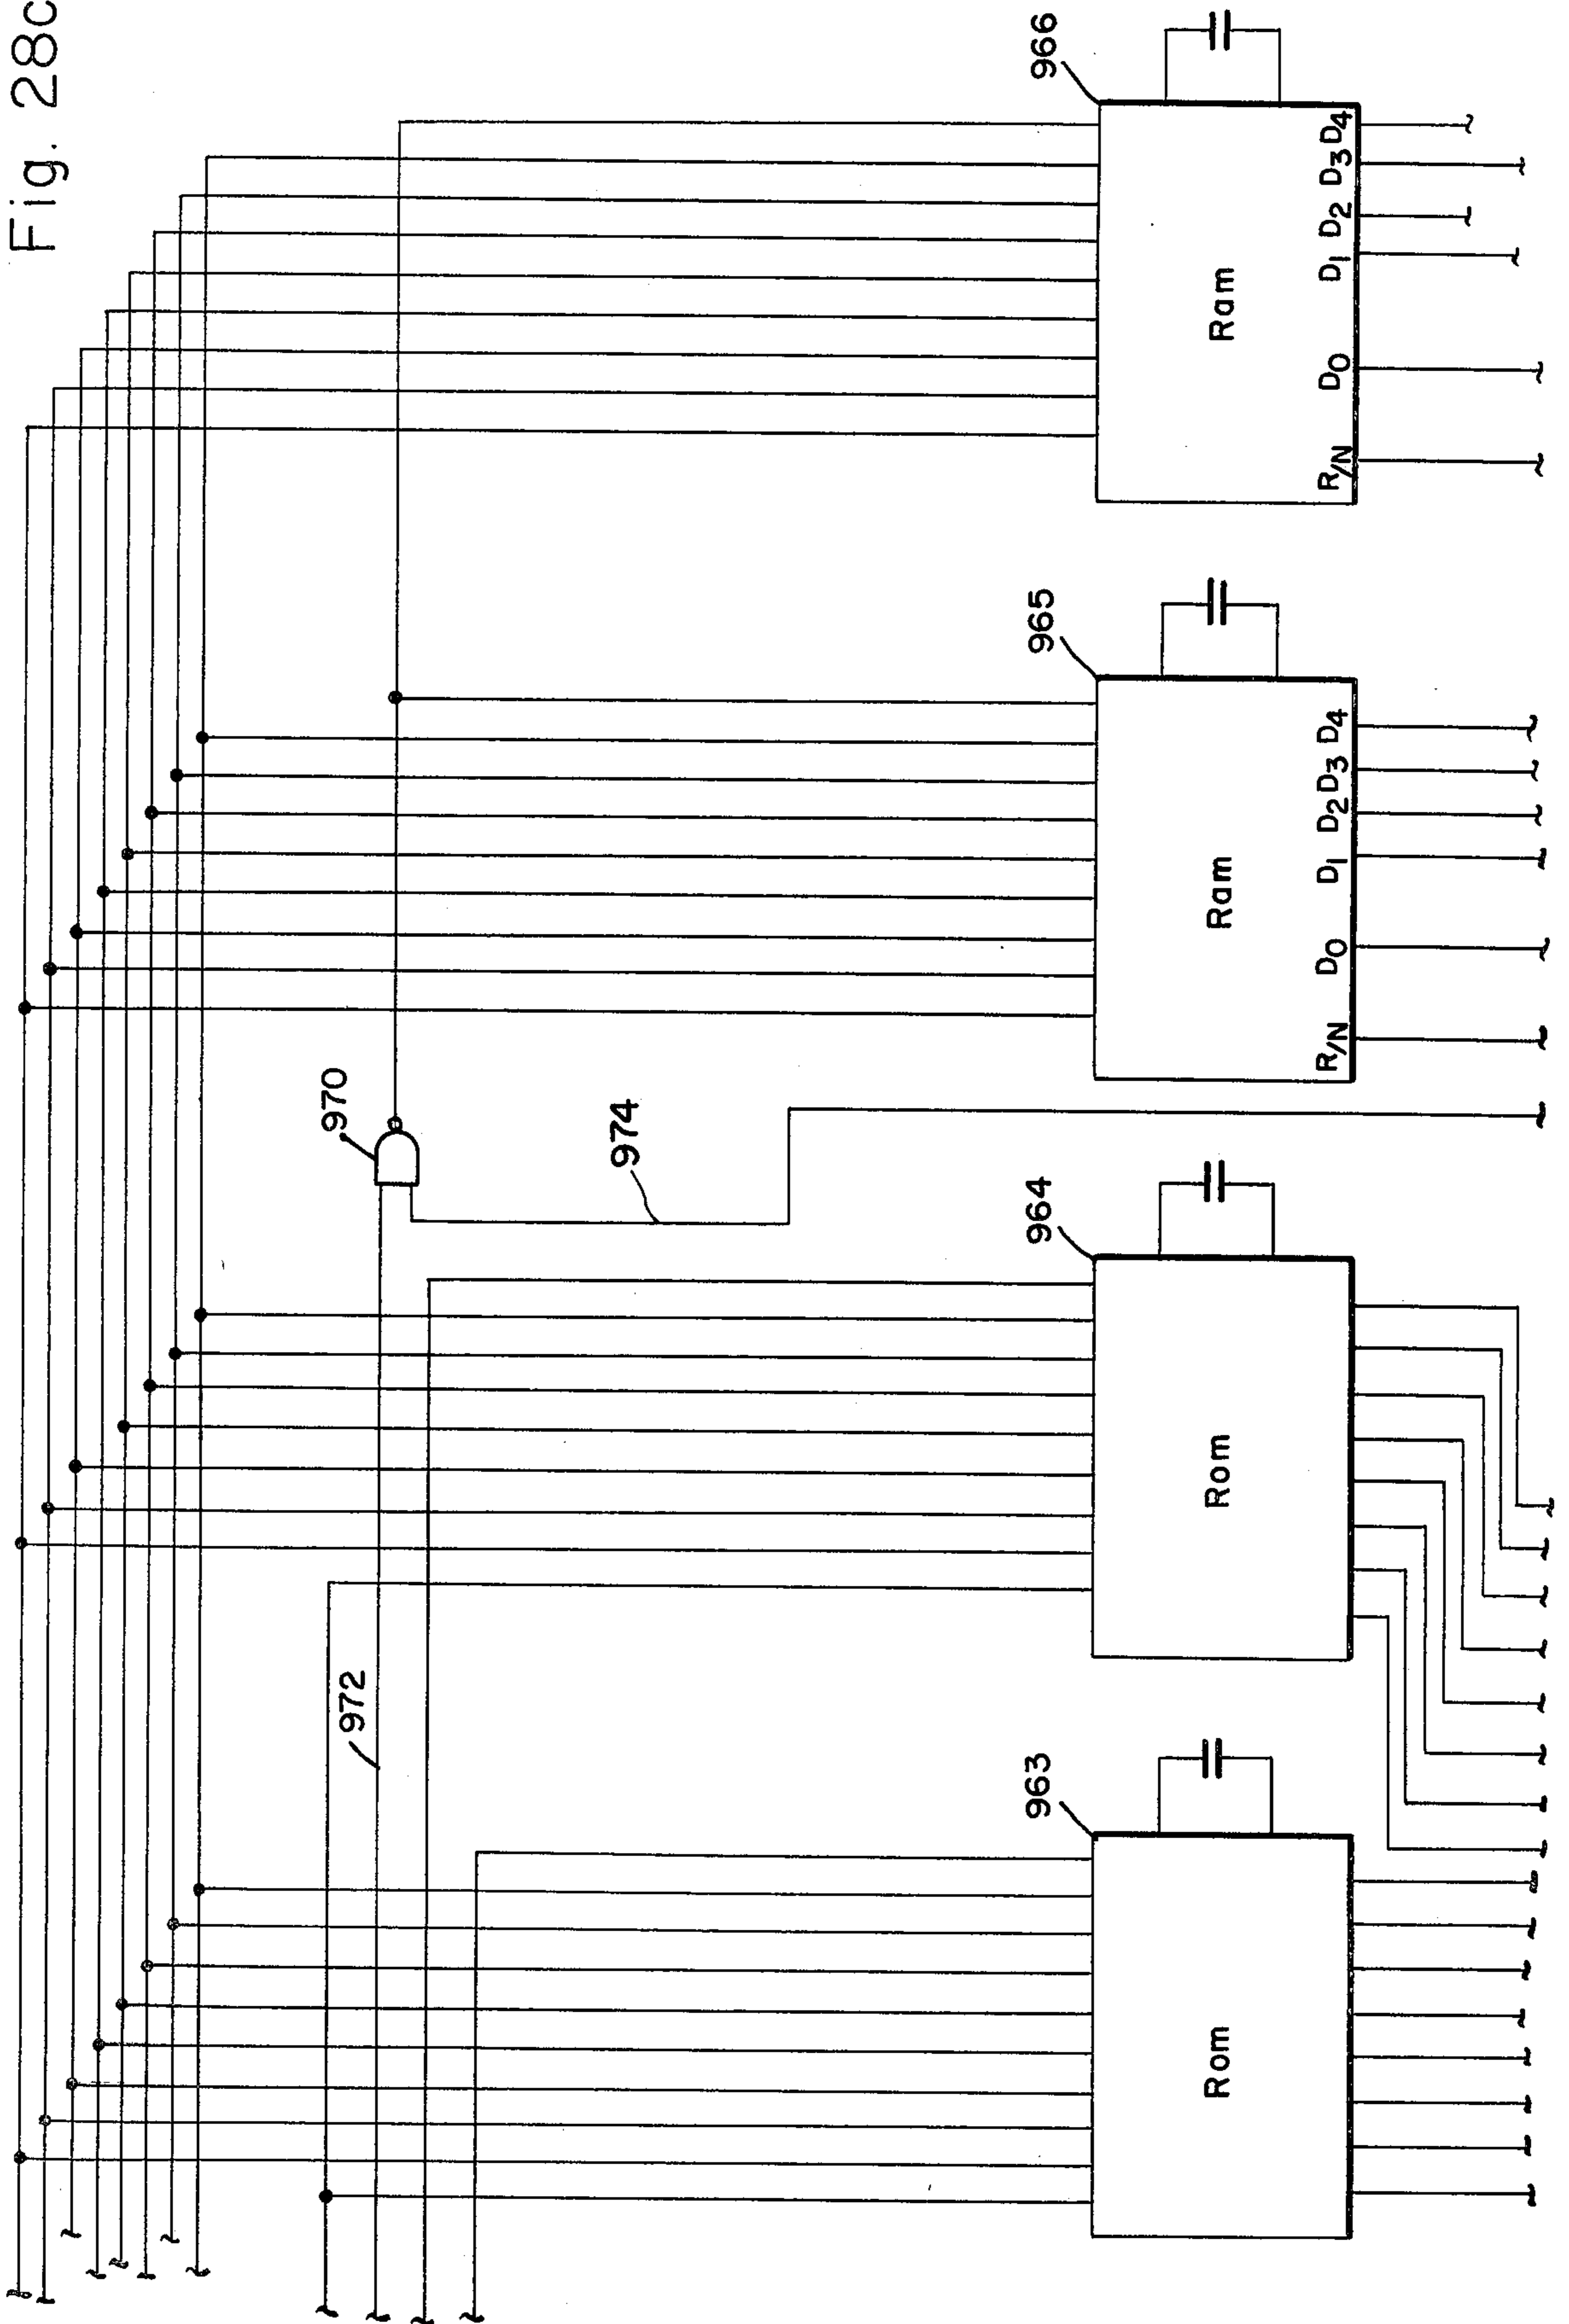 Fig. 28c
963
964
965
966
970
972
974
Rom
Rom
Ram
Ram
R/N D0 D1 D2 D3 D4
R/N D0 D1 D2 D3 D4